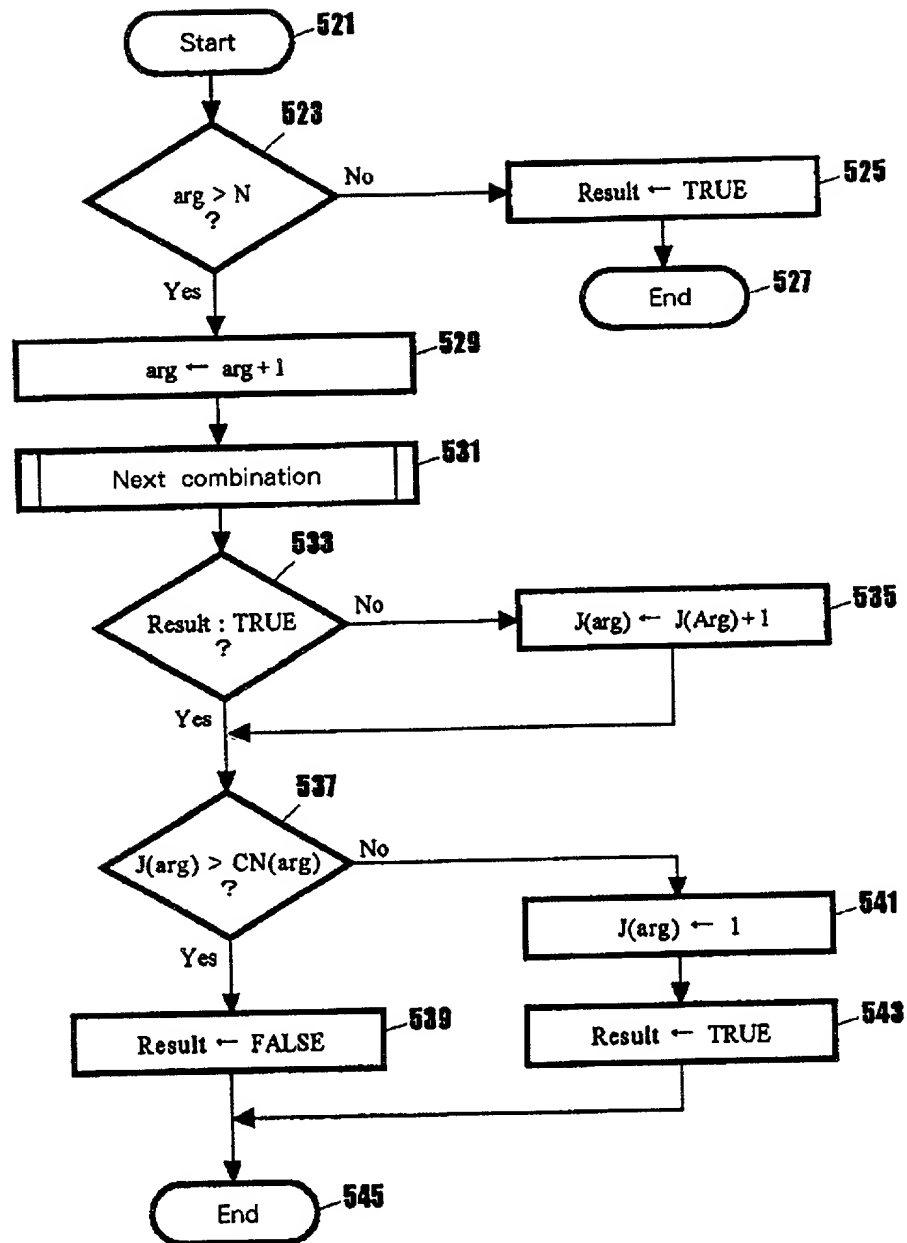 Start
521
523
arg > N
?
No
Result ← TRUE
525
End
527
Yes
arg ← arg + 1
529
Next combination
531
533
Result : TRUE
?
No
J(arg) ← J(Arg) + 1
535
Yes
537
J(arg) > CN(arg)
?
No
J(arg) ← 1
541
Yes
Result ← FALSE
539
Result ← TRUE
543
End
545